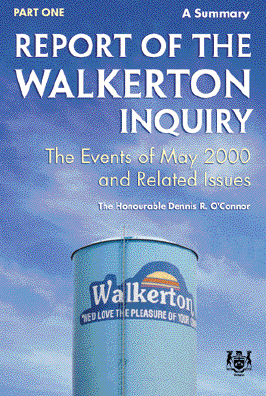 PART ONE
A Summary
REPORT OF THE
WALKERTON
INQUIRY
The Events of May 2000
and Related Issues
The Honourable Dennis R. O'Connor
Walkerton
"WE'D LOVE THE PLEASURE OF YOUR